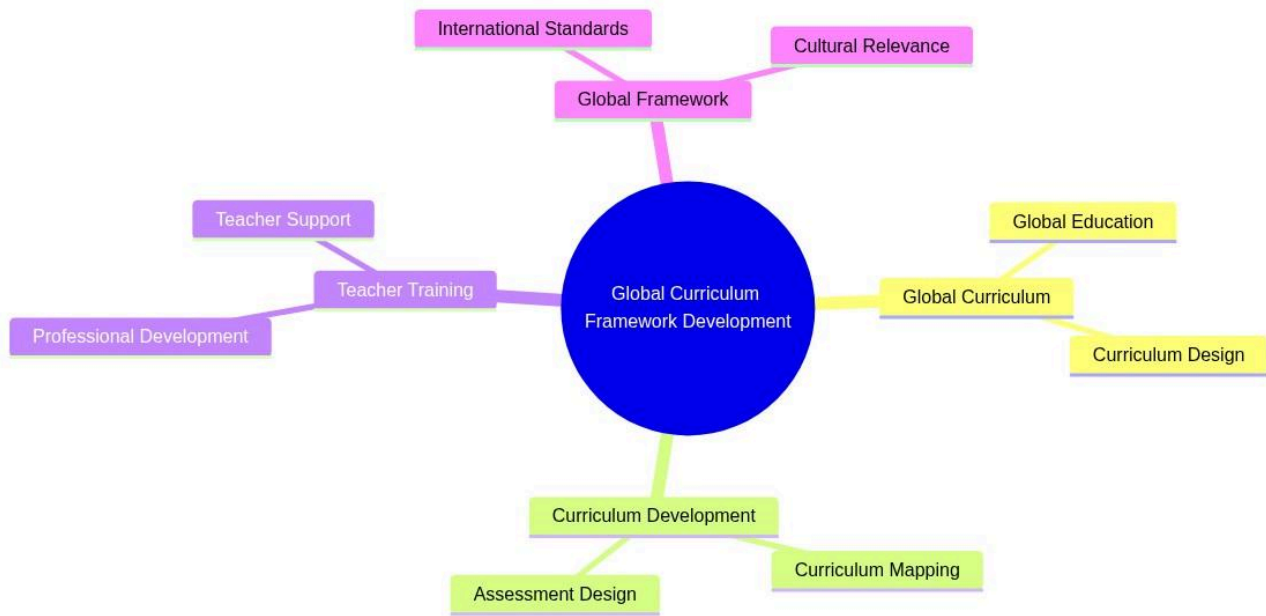 International Standards
Cultural Relevance
Global Framework
Teacher Support
Global Education
Teacher Training
Global Curriculum Framework Development
Global Curriculum
Professional Development
Curriculum Design
Curriculum Development
Curriculum Mapping
Assessment Design